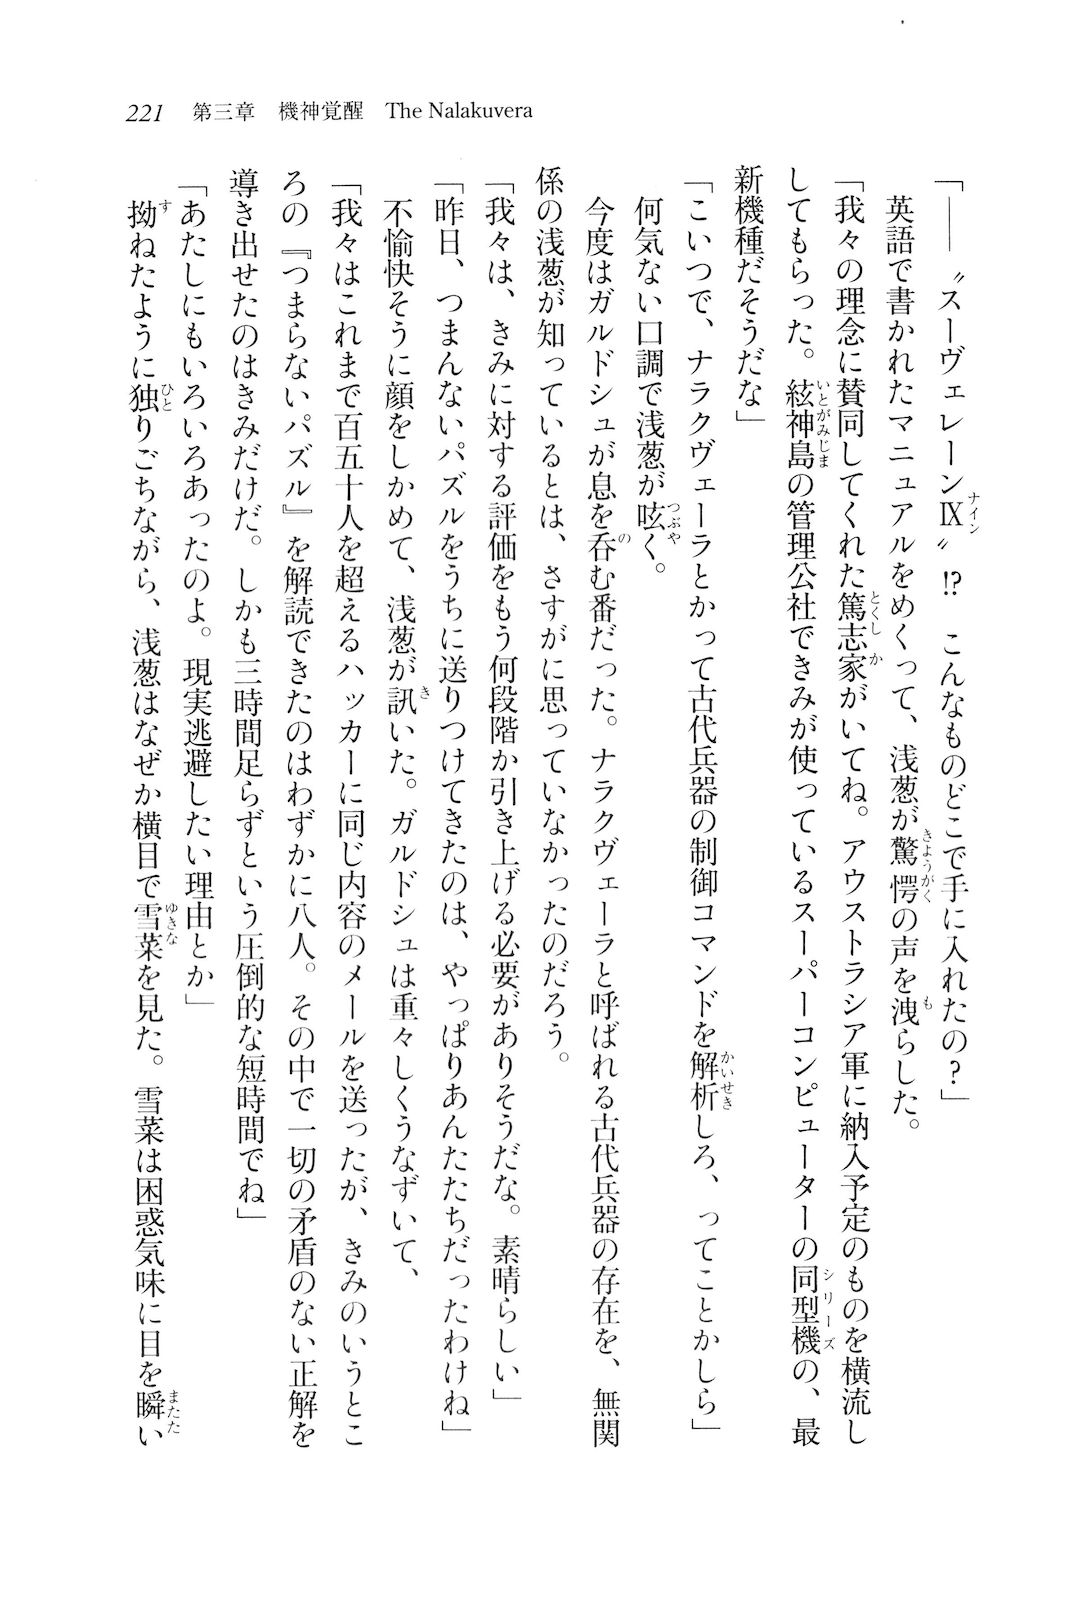 221 第三章　機神覚醒　The Nalakuvera
「――〝スーヴェレーンⅨ〟!?　こんなものどこで手に入れたの？」
英語で書かれたマニュアルをめくって、浅葱が驚愕の声を洩らした。
「我々の理念に賛同してくれた篤志家がいてね。アウストラシア軍に納入予定のものを横流し
してもらった。絃神島の管理公社できみが使っているスーパーコンピューターの同型機の、最
新機種だそうだな」
「こいつで、ナラクヴェーラとかって古代兵器の制御コマンドを解析しろ、ってことかしら」
何気ない口調で浅葱が呟く。
今度はガルドシュが息を呑む番だった。ナラクヴェーラと呼ばれる古代兵器の存在を、無関
係の浅葱が知っているとは、さすがに思っていなかったのだろう。
「我々は、きみに対する評価をもう何段階か引き上げる必要がありそうだな。素晴らしい」
「昨日、つまんないパズルをうちに送りつけてきたのは、やっぱりあんたたちだったわけね」
不愉快そうに顔をしかめて、浅葱が訊いた。ガルドシュは重々しくうなずいて、
「我々はこれまで百五十人を超えるハッカーに同じ内容のメールを送ったが、きみのいうとこ
ろの『つまらないパズル』を解読できたのはわずかに八人。その中で一切の矛盾のない正解を
導き出せたのはきみだけだ。しかも三時間足らずという圧倒的な短時間でね」
「あたしにもいろいろあったのよ。現実逃避したい理由とか」
拗ねたように独りごちながら、浅葱はなぜか横目で雪菜を見た。雪菜は困惑気味に目を瞬い